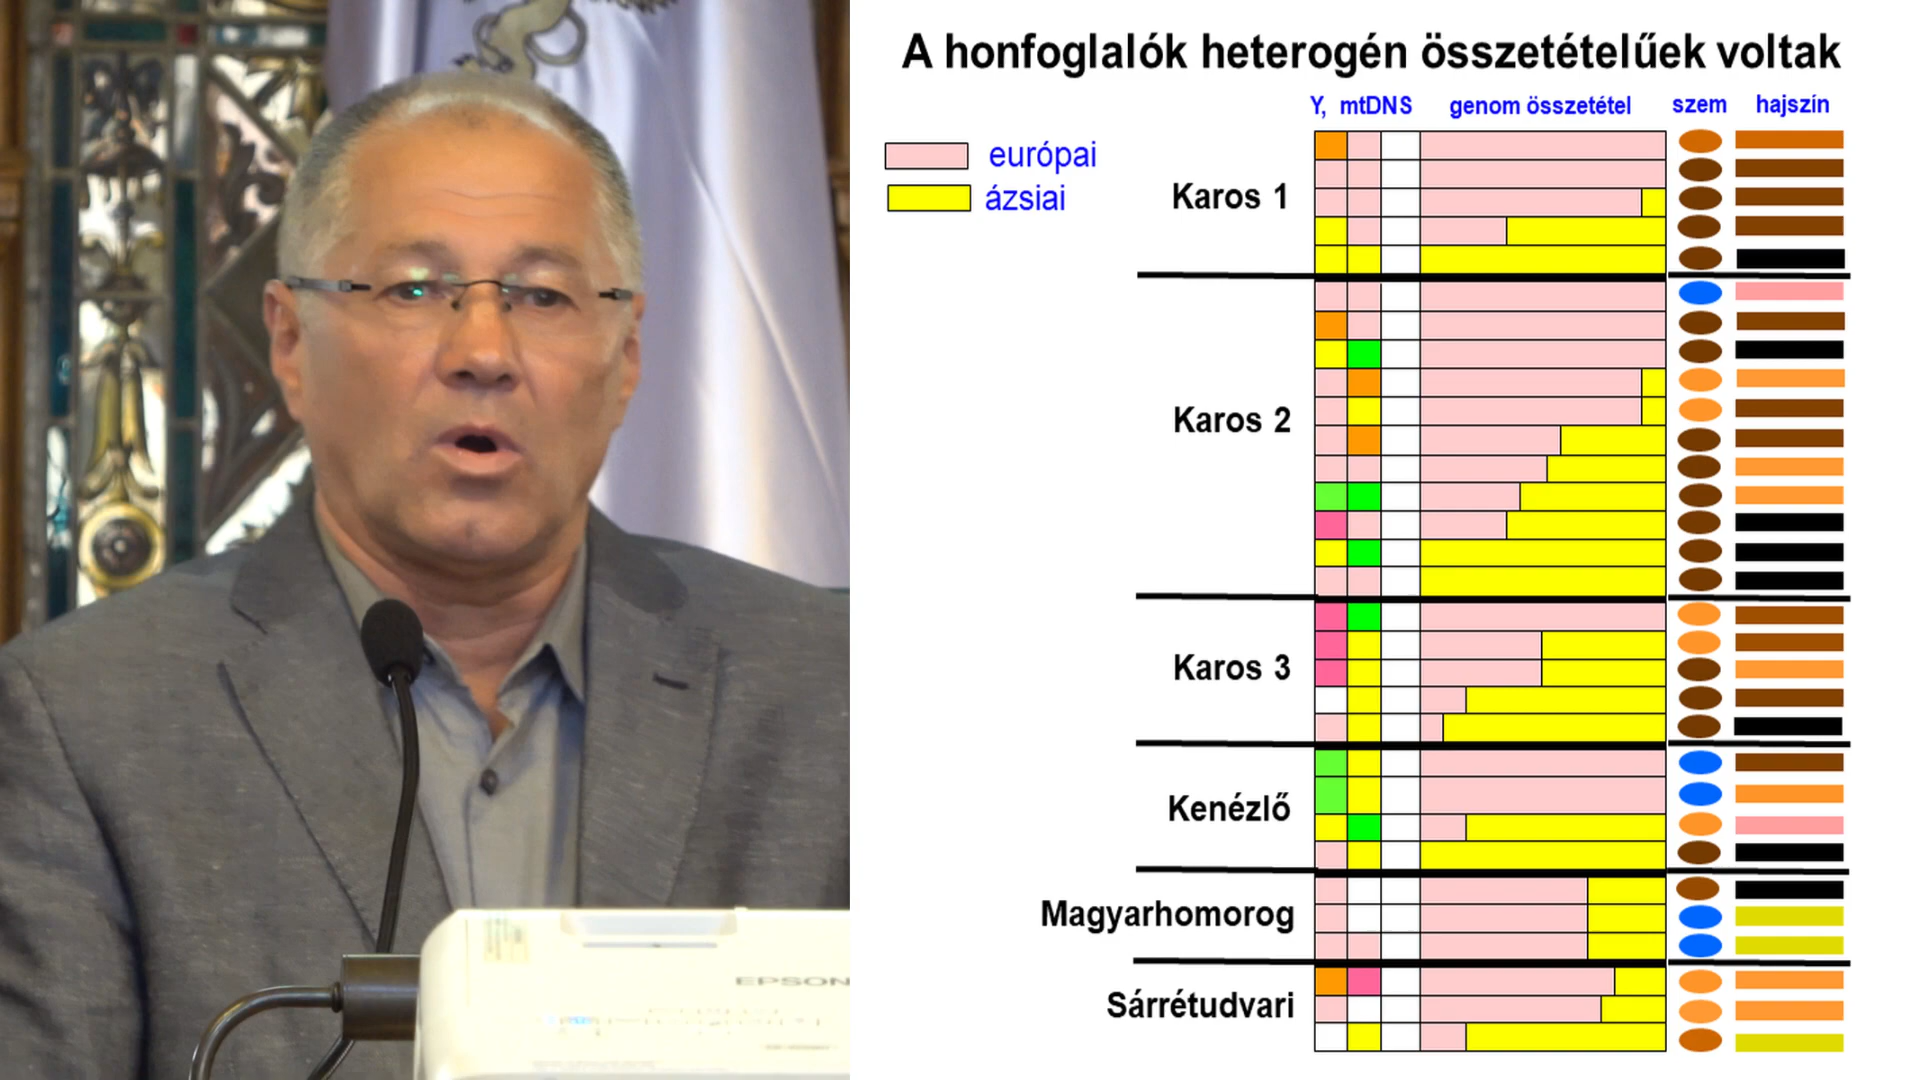 A honfoglalók heterogén összetételűek voltak
Y, mtDNS genom összetétel szem hajszín
európai
ázsiai
Karos 1
Karos 2
Karos 3
Kenézlő
Magyarhomorog
Sárrétudvari
EPSON